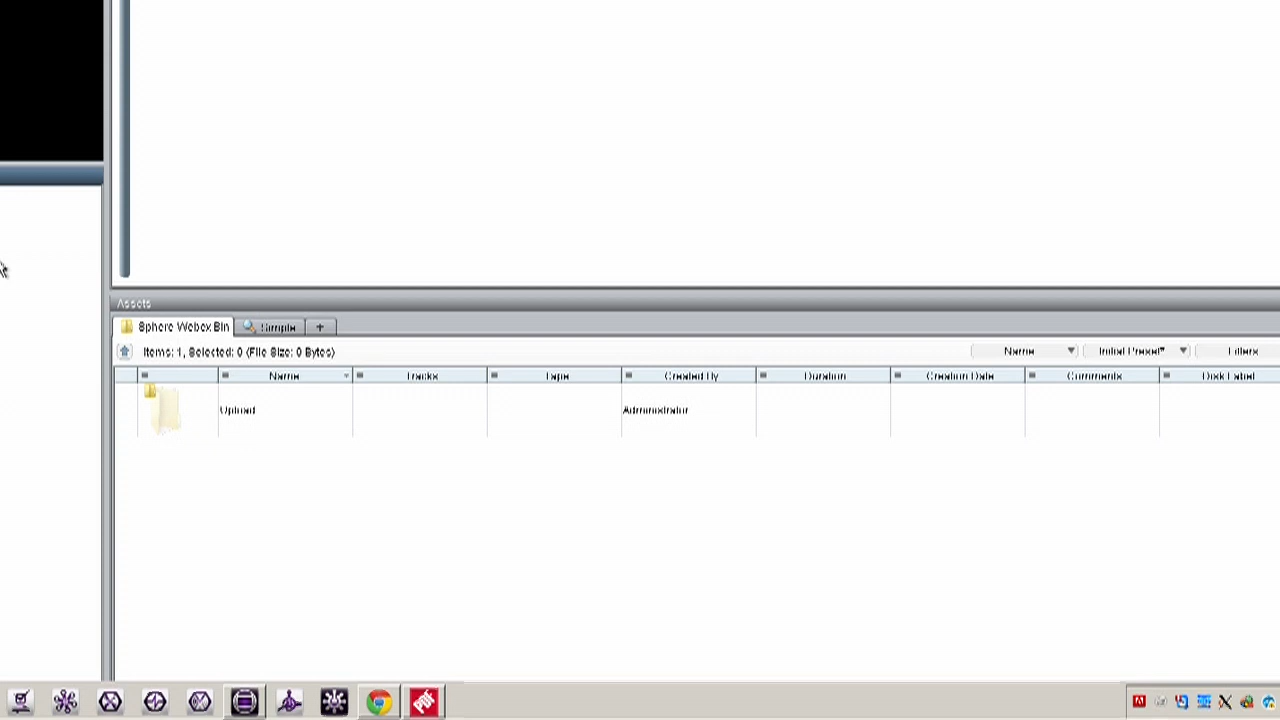 Assets
Sphere Webex Bin Simple +
Items: 1, Selected: 0 (File Size: 0 Bytes) Name Initial Preset* Filters
Name Tracks Tape Created By Duration Creation Date Comments Disk Label
Upload Administrator